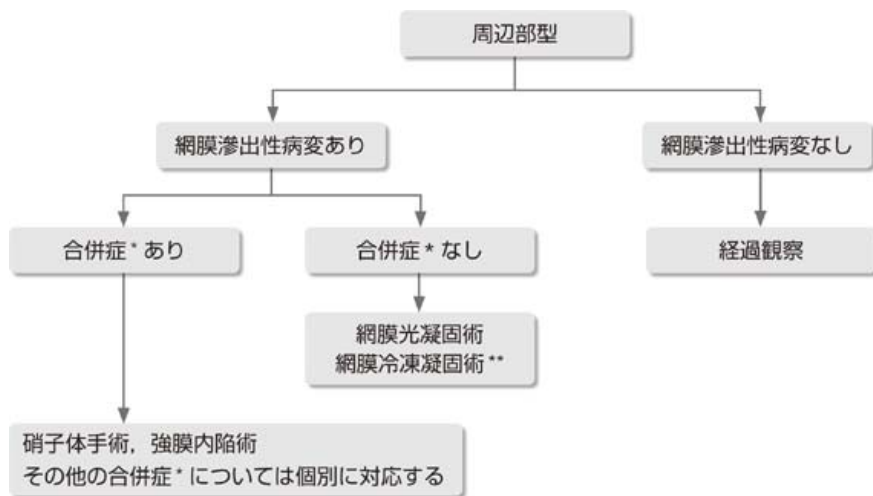 周辺部型
網膜滲出性病変あり
網膜滲出性病変なし
合併症*あり
合併症*なし
経過観察
網膜光凝固術
網膜冷凍凝固術**
硝子体手術，強膜内陥術
その他の合併症*については個別に対応する